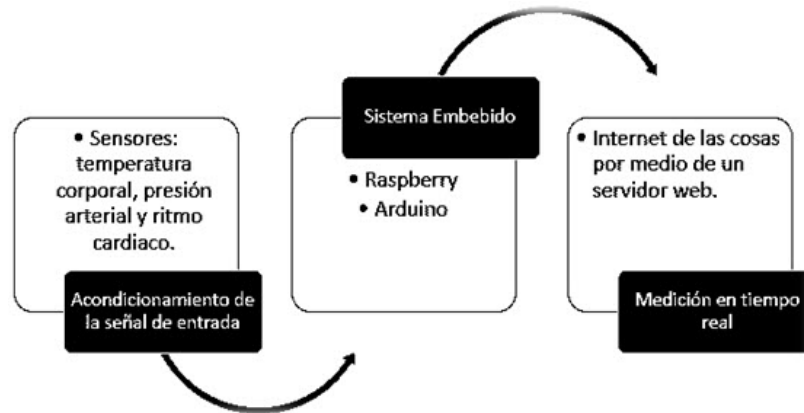 • Sensores:
temperatura
corporal, presión
arterial y ritmo
cardiaco.
Acondicionamiento de
la señal de entrada
Sistema Embebido
• Raspberry
• Arduino
• Internet de las cosas
por medio de un
servidor web.
Medición en tiempo
real